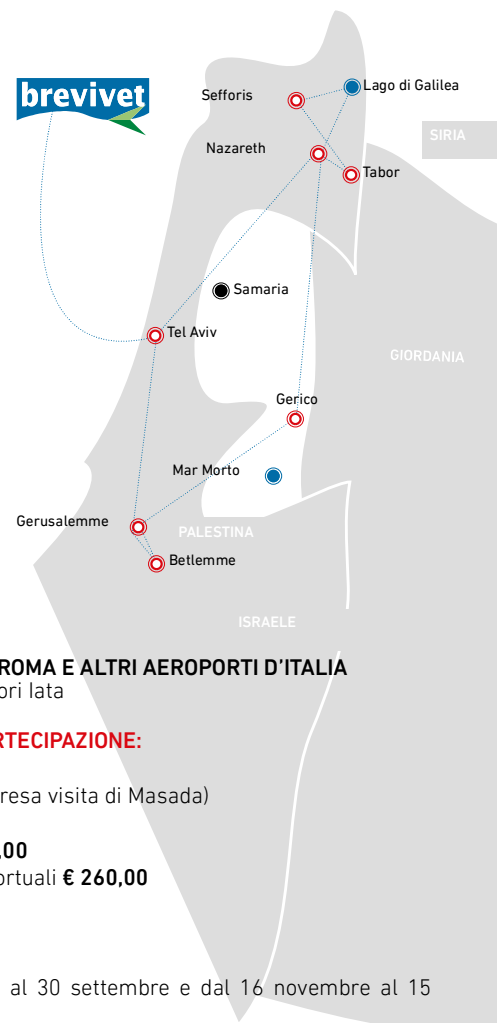 brevivet
Lago di Galilea
Sefforis
SIRIA
Nazareth
Tabor
Samaria
Tel Aviv
GIORDANIA
Gerico
Mar Morto
Gerusalemme
PALESTINA
Betlemme
ISRAELE
ROMA E ALTRI AEROPORTI D'ITALIA
ori Iata
RTECIPAZIONE:
resa visita di Masada)
,00
ortuali € 260,00
al 30 settembre e dal 16 novembre al 15